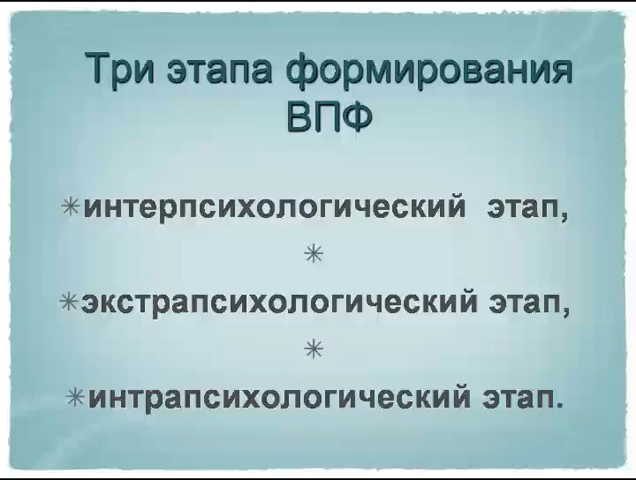 Три этапа формирования
ВПФ
интерпсихологический этап,
экстрапсихологический этап,
интрапсихологический этап.